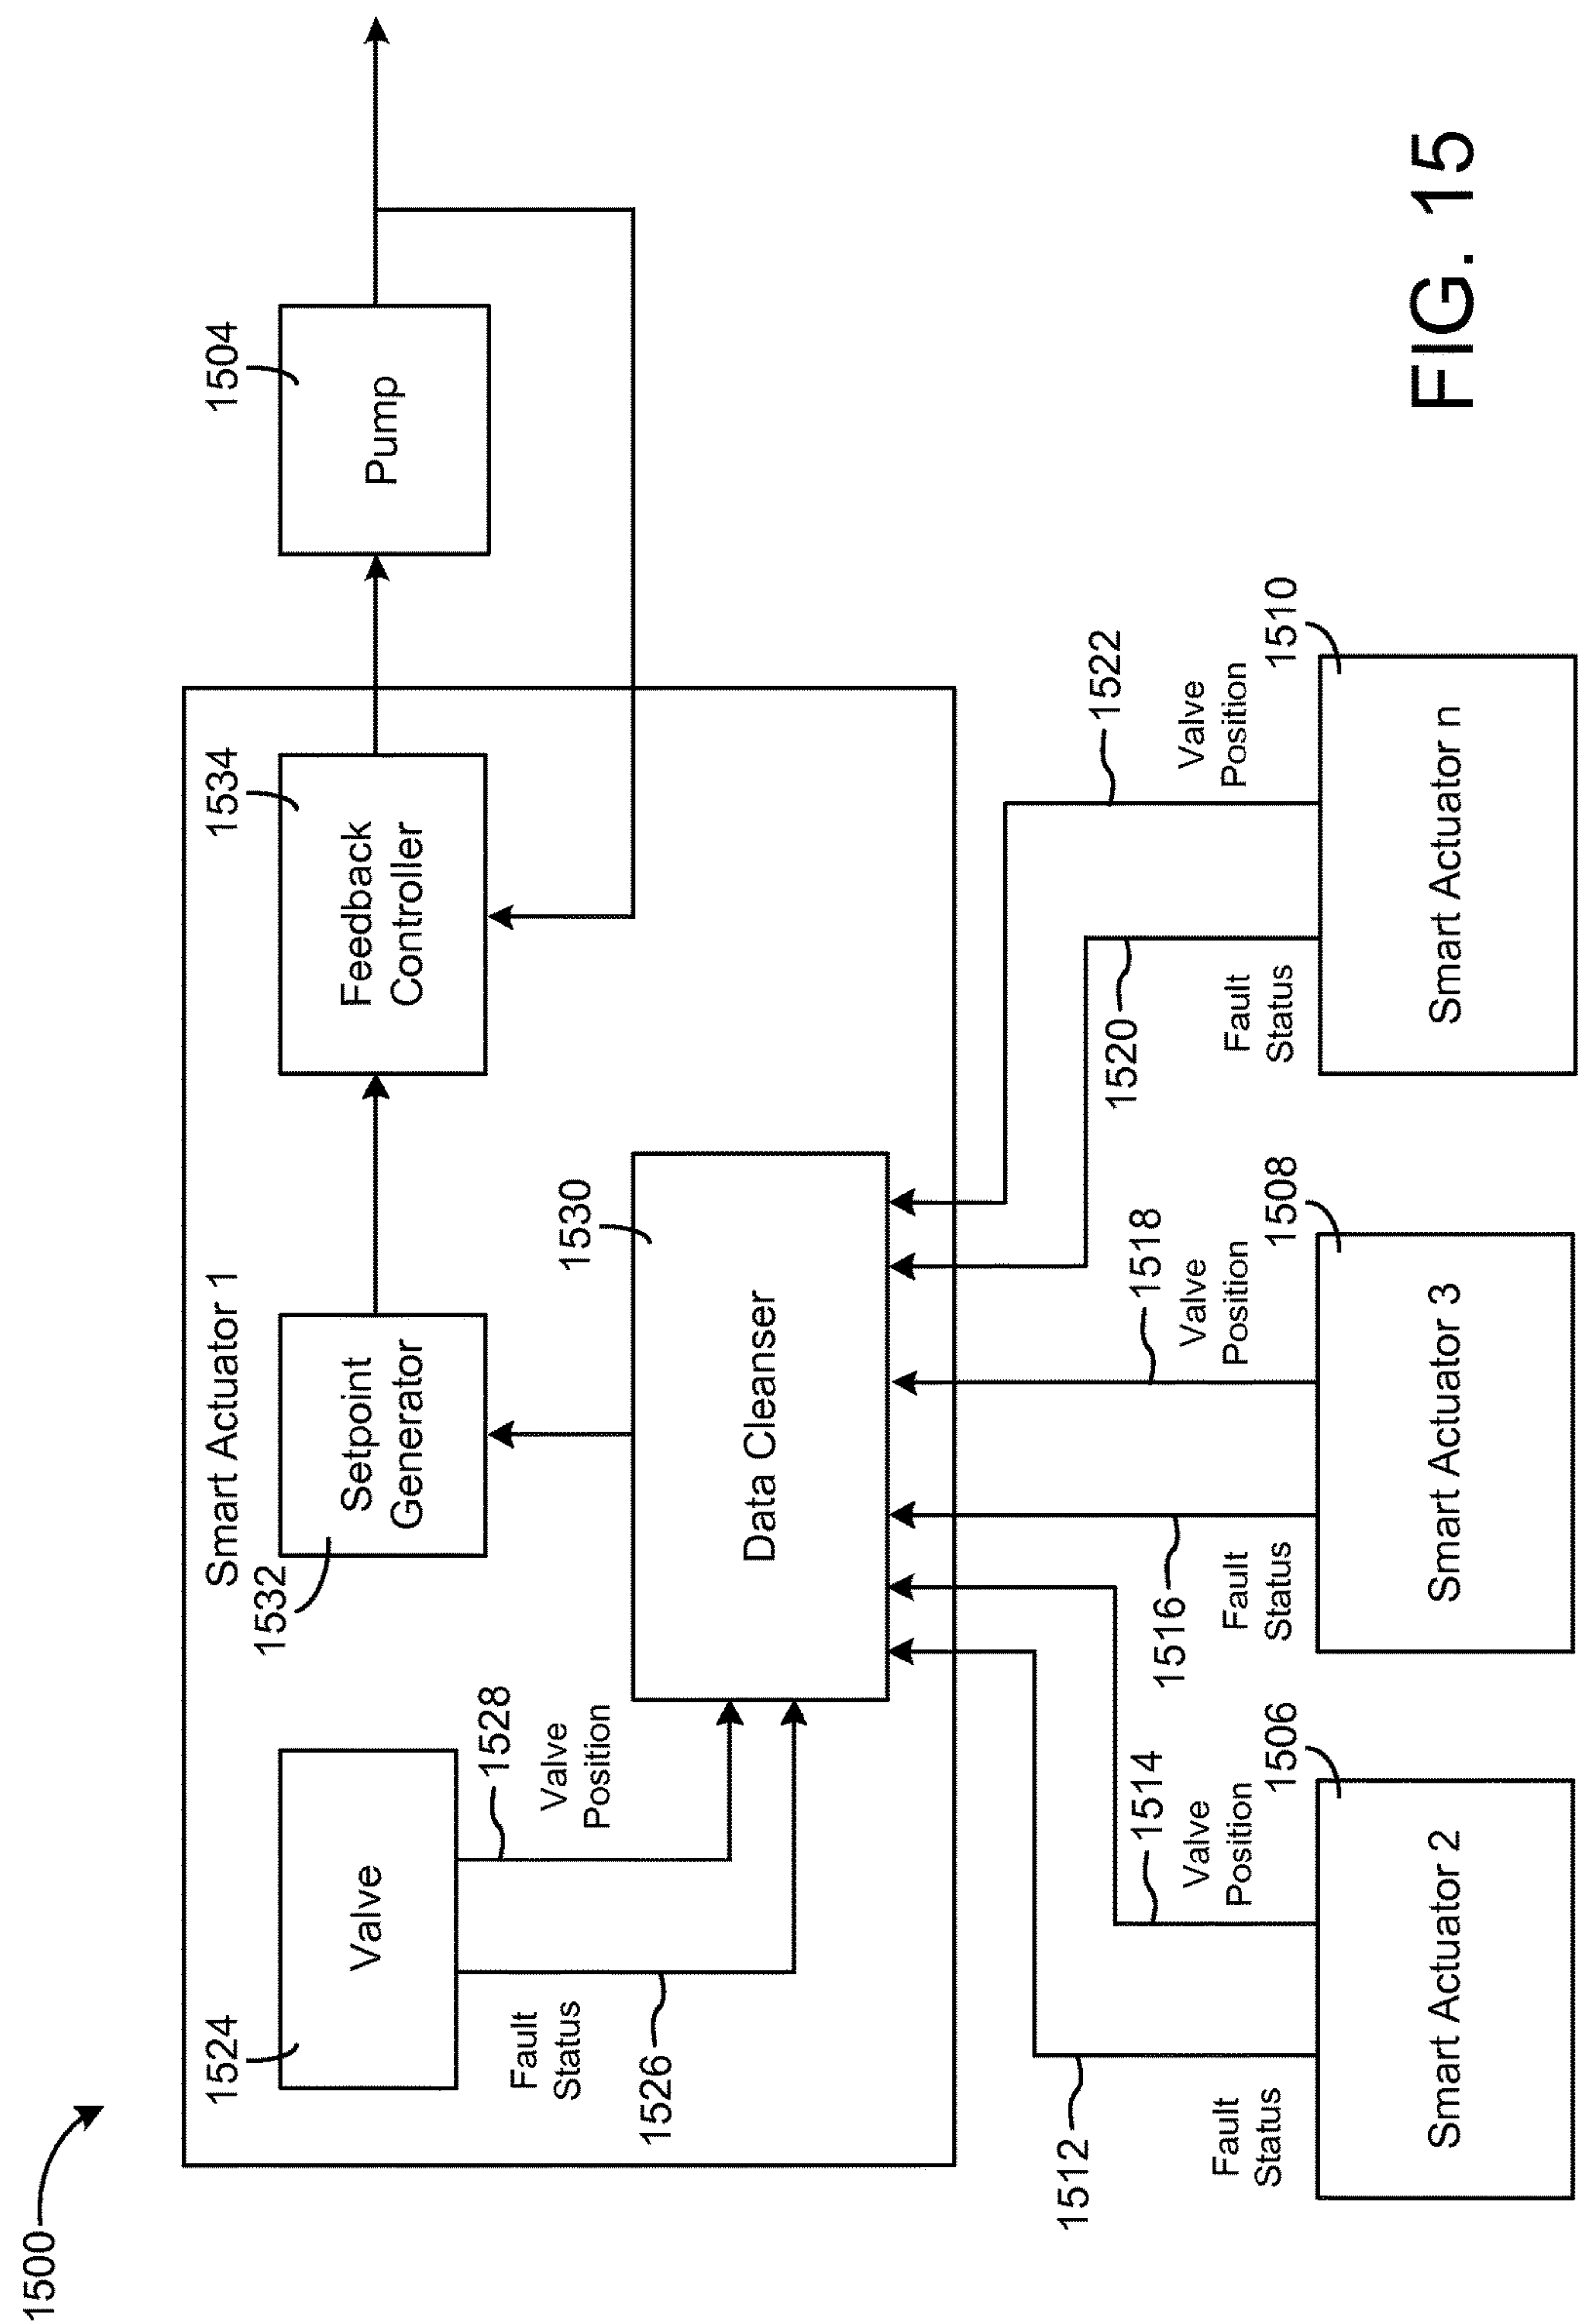 1500
Smart Actuator 1
1524
Valve
1532
Setpoint
Generator
1534
Feedback
Controller
1504
Pump
Fault
Status
1526
1528
Valve
Position
1530
Data Cleanser
1512
Fault
Status
1514
Valve
Position
1506
Smart Actuator 2
1516
Fault
Status
1518
Valve
Position
1508
Smart Actuator 3
1520
Fault
Status
1522
Valve
Position
1510
Smart Actuator n
FIG. 15